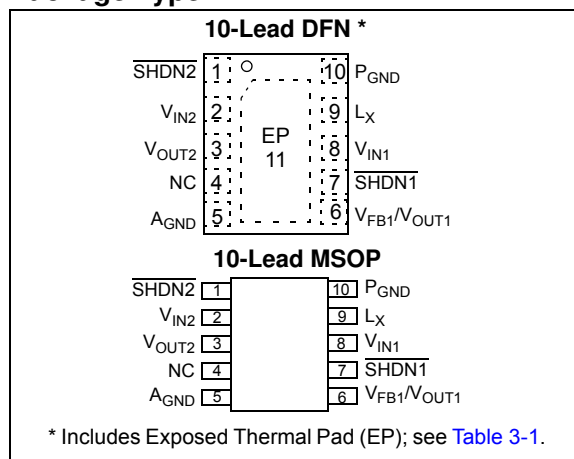 10-Lead DFN *
SHDN2 1 10 PGND
VIN2 2 9 LX
VOUT2 3 EP 11 8 VIN1
NC 4 7 SHDN1
AGND 5 6 VFB1/VOUT1
10-Lead MSOP
SHDN2 1 10 PGND
VIN2 2 9 LX
VOUT2 3 8 VIN1
NC 4 7 SHDN1
AGND 5 6 VFB1/VOUT1
* Includes Exposed Thermal Pad (EP); see Table 3-1.